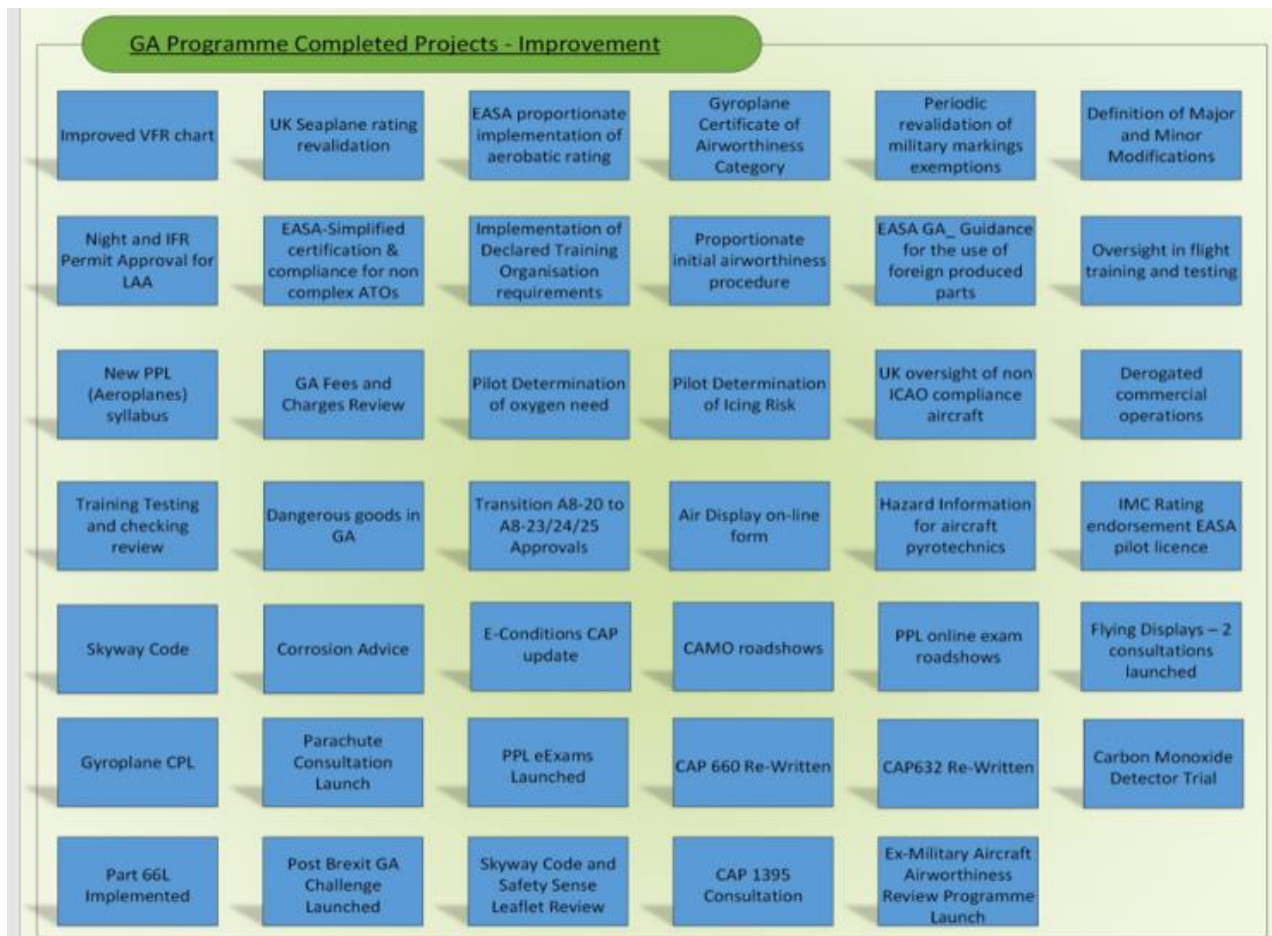 GA Programme Completed Projects - Improvement
Improved VFR chart
UK Seaplane rating
revalidation
EASA proportionate
implementation of
aerobatic rating
Gyroplane
Certificate of
Airworthiness
Category
Periodic
revalidation of
military markings
exemptions
Definition of Major
and Minor
Modifications
Night and IFR
Permit Approval for
LAA
EASA-Simplified
certification &
compliance for non
complex ATOs
Implementation of
Declared Training
Organisation
requirements
Proportionate
initial airworthiness
procedure
EASA GA_ Guidance
for the use of
foreign produced
parts
Oversight in flight
training and testing
New PPL
(Aeroplanes)
syllabus
GA Fees and
Charges Review
Pilot Determination
of oxygen need
Pilot Determination
of Icing Risk
UK oversight of non
ICAO compliance
aircraft
Derogated
commercial
operations
Training Testing
and checking
review
Dangerous goods in
GA
Transition A8-20 to
A8-23/24/25
Approvals
Air Display on-line
form
Hazard Information
for aircraft
pyrotechnics
IMC Rating
endorsement EASA
pilot licence
Skyway Code
Corrosion Advice
E-Conditions CAP
update
CAMO roadshows
PPL online exam
roadshows
Flying Displays – 2
consultations
launched
Gyroplane CPL
Parachute
Consultation
Launch
PPL eExams
Launched
CAP 660 Re-Written
CAP632 Re-Written
Carbon Monoxide
Detector Trial
Part 66L
Implemented
Post Brexit GA
Challenge
Launched
Skyway Code and
Safety Sense
Leaflet Review
CAP 1395
Consultation
Ex-Military Aircraft
Airworthiness
Review Programme
Launch